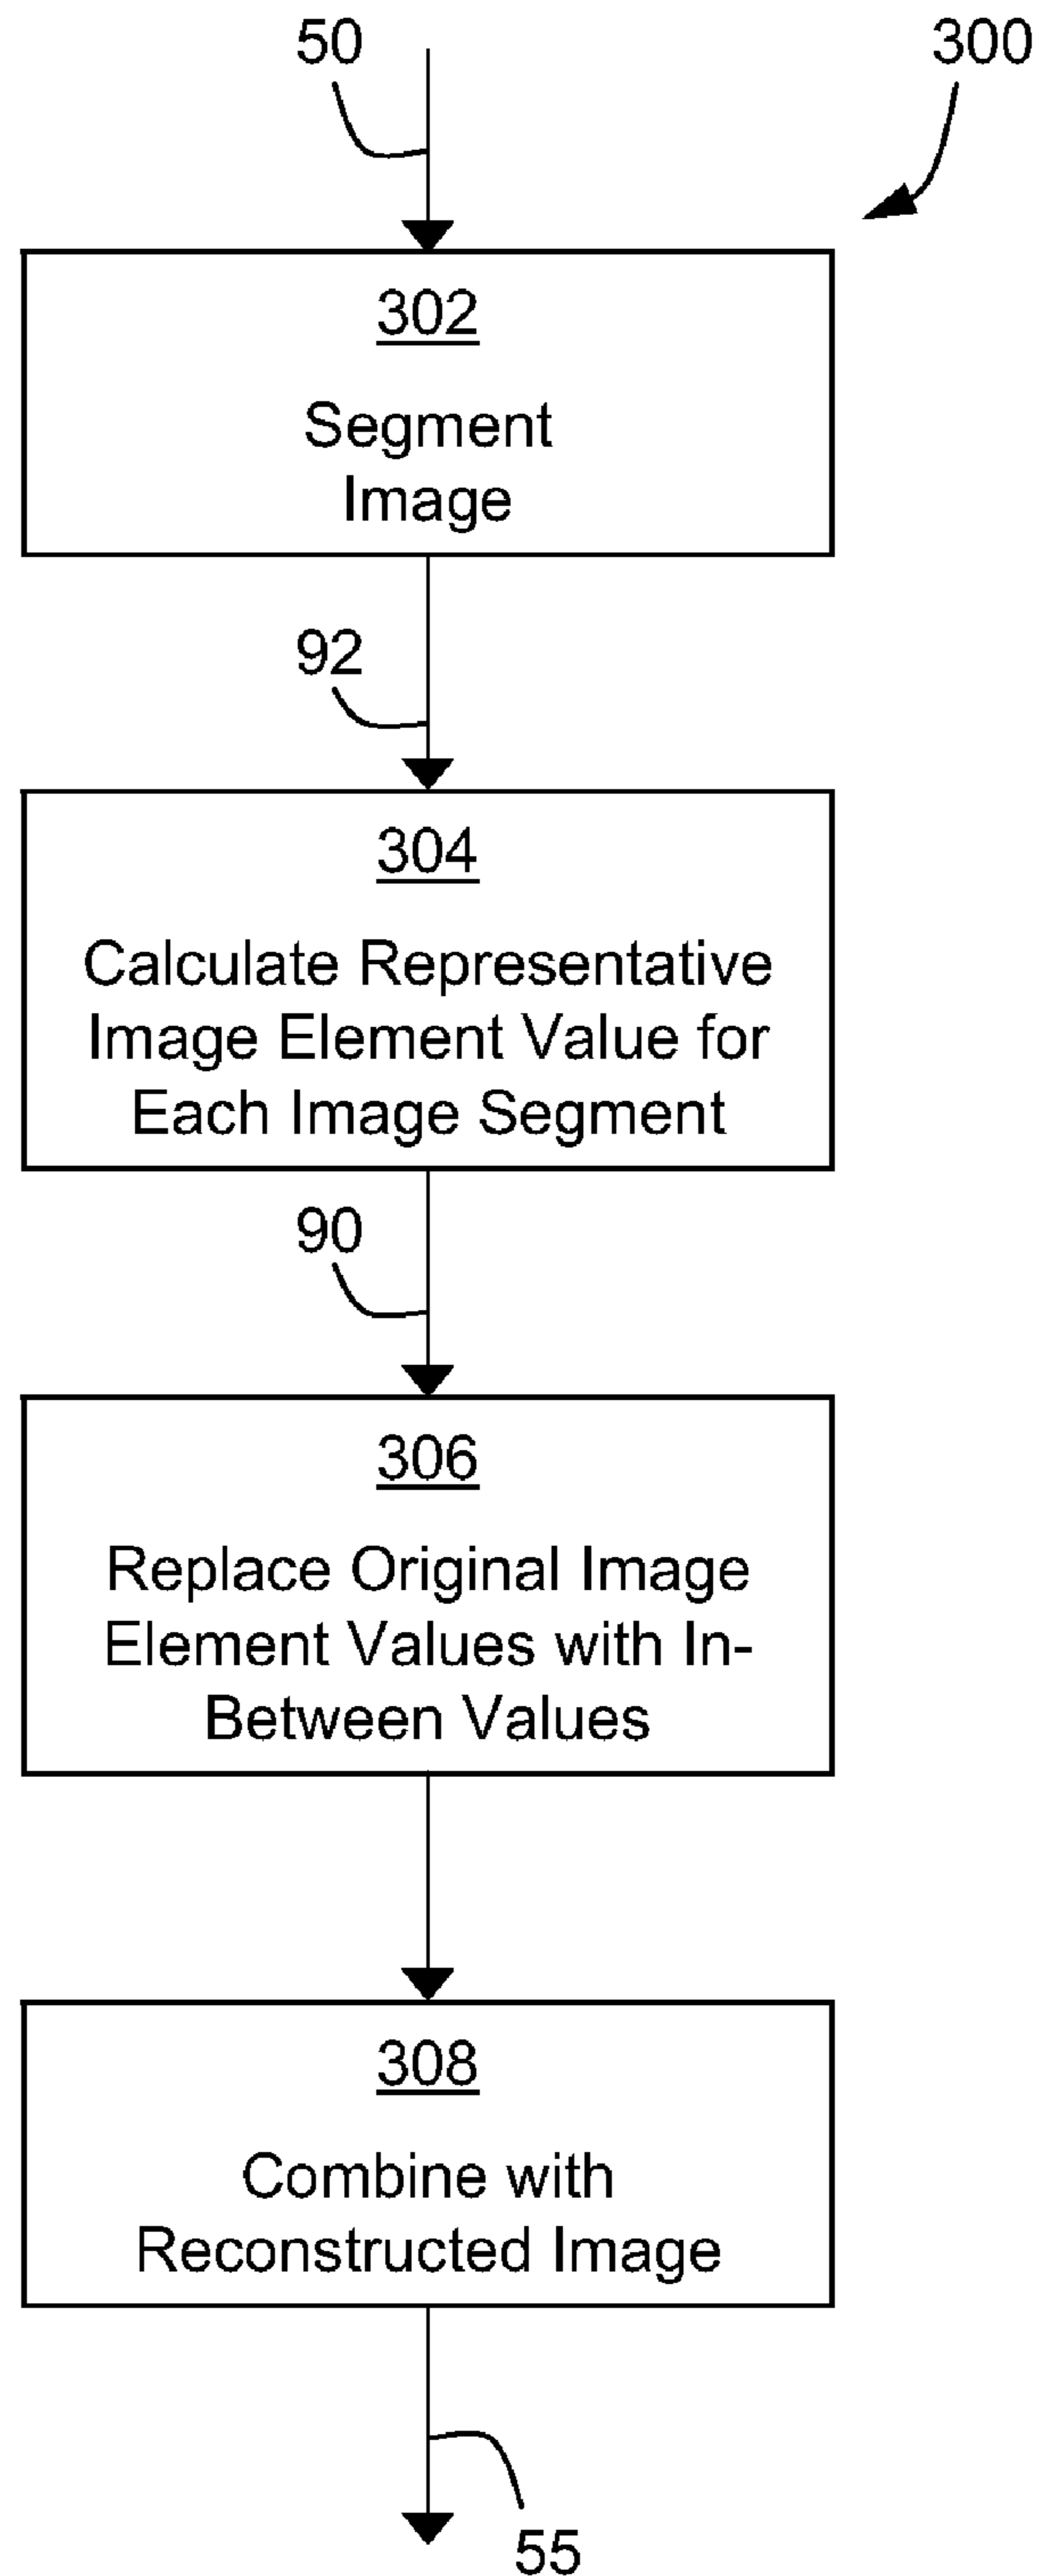 50
300
302
Segment
Image
92
304
Calculate Representative
Image Element Value for
Each Image Segment
90
306
Replace Original Image
Element Values with In-
Between Values
308
Combine with
Reconstructed Image
55